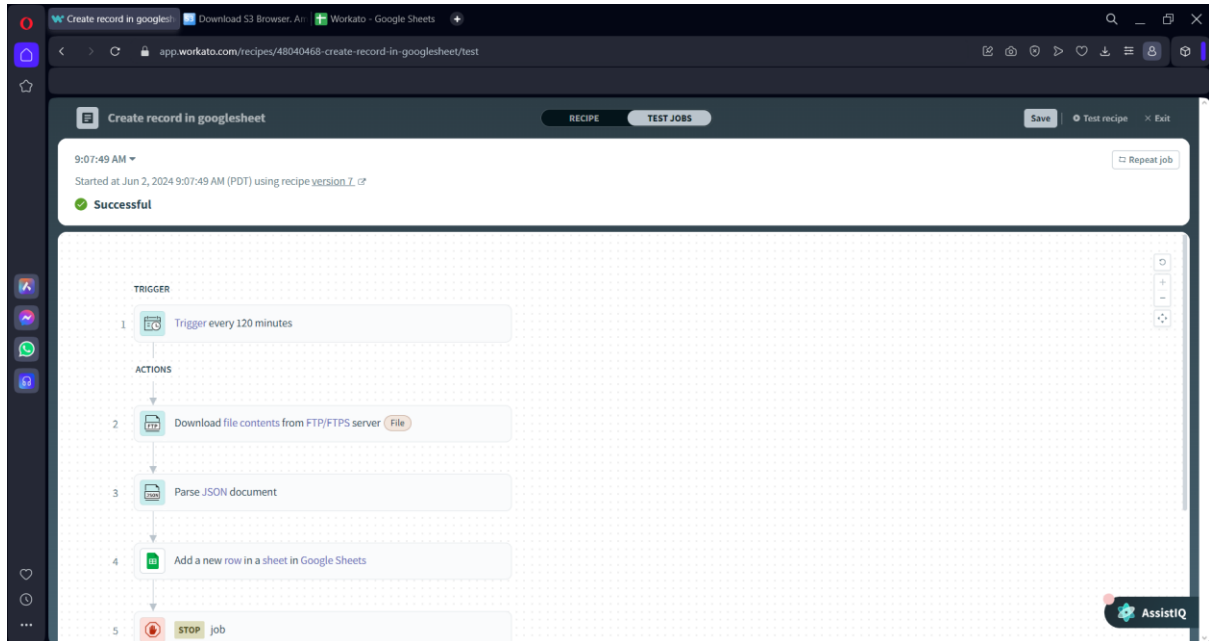 Create record in googlesh
Download S3 Browser. Am
Workato - Google Sheets
app.workato.com/recipes/48040468-create-record-in-googlesheet/test
Create record in googlesheet
RECIPE
TEST JOBS
Save
Test recipe
Exit
9:07:49 AM
Repeat job
Started at Jun 2, 2024 9:07:49 AM (PDT) using recipe version 7
Successful
TRIGGER
1 Trigger every 120 minutes
ACTIONS
2 FTP Download file contents from FTP/FTPS server File
3 JSON Parse JSON document
4 Add a new row in a sheet in Google Sheets
5 STOP job
AssistIQ